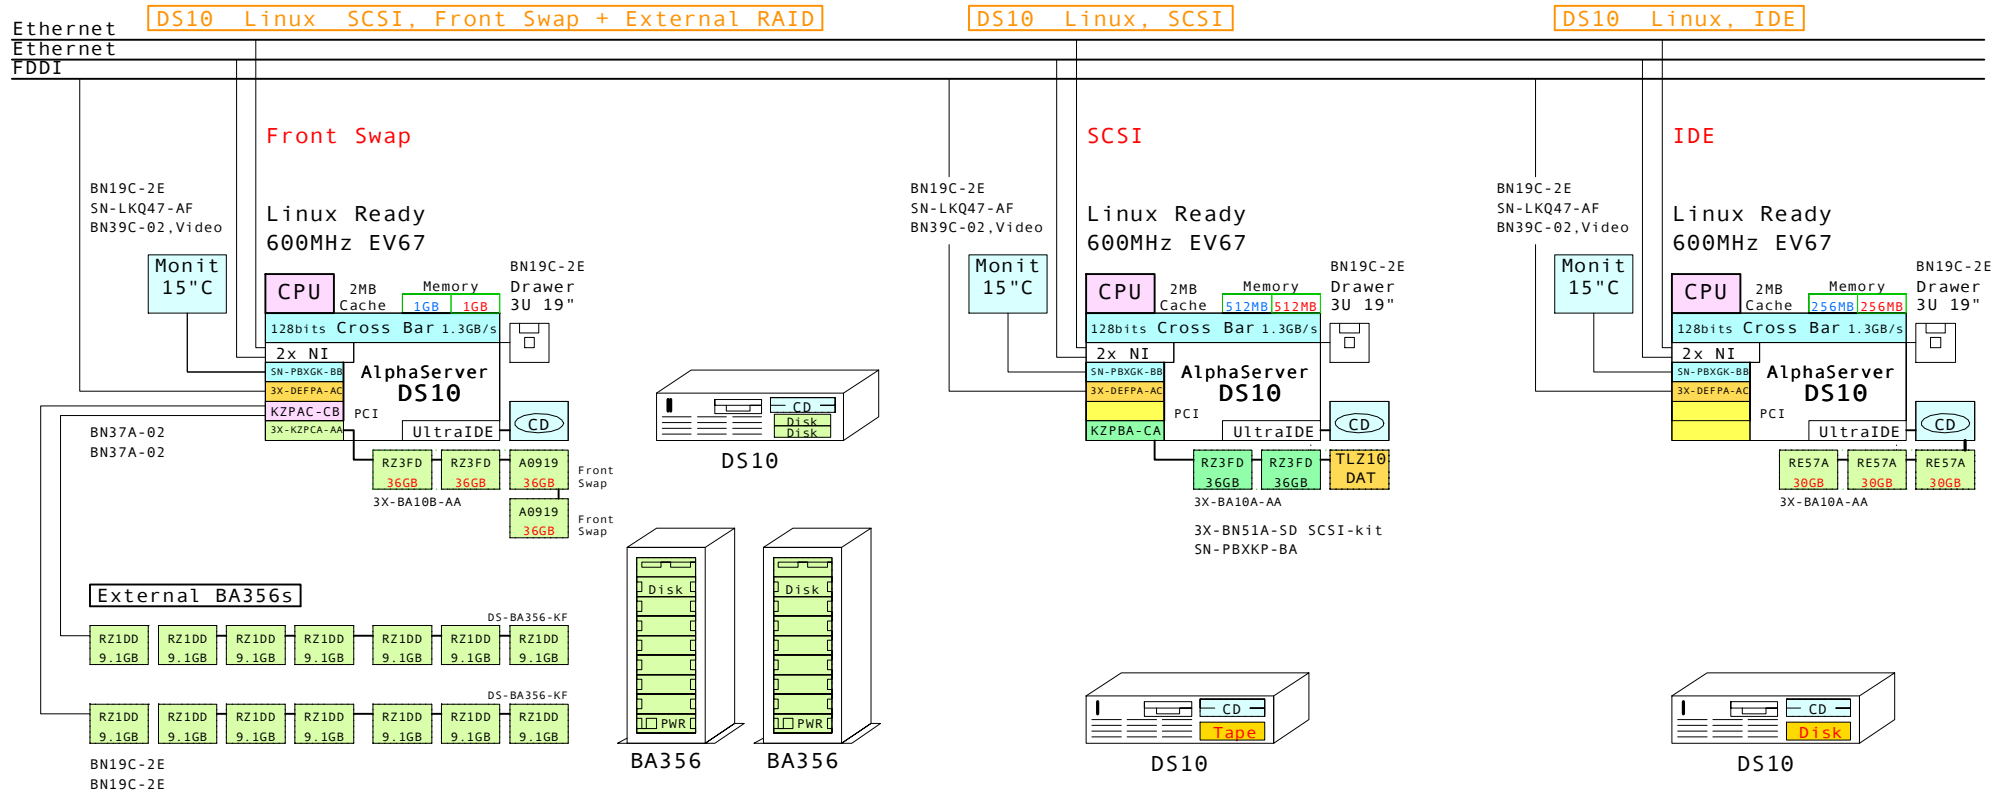 DS10 Linux SCSI, Front Swap + External RAID
DS10 Linux, SCSI
DS10 Linux, IDE
Ethernet
Ethernet
FDDI
Front Swap
BN19C-2E
SN-LKQ47-AF
BN39C-02,Video
Linux Ready
600MHz EV67
Monit
15"C
CPU
2MB
Cache
Memory
1GB 1GB
BN19C-2E
Drawer
3U 19"
128bits Cross Bar 1.3GB/s
2x NI
SN-PBXGK-BB
3X-DEFPA-AC
KZPAC-CB
3X-KZPCA-AA
AlphaServer
DS10
PCI
UltraIDE
CD
BN37A-02
BN37A-02
RZ3FD
36GB
RZ3FD
36GB
A0919
36GB
Front
Swap
3X-BA10B-AA
A0919
36GB
Front
Swap
External BA356s
DS-BA356-KF
RZ1DD RZ1DD RZ1DD RZ1DD RZ1DD RZ1DD RZ1DD
9.1GB 9.1GB 9.1GB 9.1GB 9.1GB 9.1GB 9.1GB
DS-BA356-KF
RZ1DD RZ1DD RZ1DD RZ1DD RZ1DD RZ1DD RZ1DD
9.1GB 9.1GB 9.1GB 9.1GB 9.1GB 9.1GB 9.1GB
BN19C-2E
BN19C-2E
CD
Disk
Disk
DS10
Disk
PWR
BA356
Disk
PWR
BA356
SCSI
BN19C-2E
SN-LKQ47-AF
BN39C-02,Video
Linux Ready
600MHz EV67
Monit
15"C
CPU
2MB
Cache
Memory
512MB 512MB
BN19C-2E
Drawer
3U 19"
128bits Cross Bar 1.3GB/s
2x NI
SN-PBXGK-BB
3X-DEFPA-AC
KZPBA-CA
AlphaServer
DS10
PCI
UltraIDE
CD
RZ3FD
36GB
RZ3FD
36GB
TLZ10
DAT
3X-BA10A-AA
3X-BN51A-SD SCSI-kit
SN-PBXKP-BA
CD
Tape
DS10
IDE
BN19C-2E
SN-LKQ47-AF
BN39C-02,Video
Linux Ready
600MHz EV67
Monit
15"C
CPU
2MB
Cache
Memory
256MB 256MB
BN19C-2E
Drawer
3U 19"
128bits Cross Bar 1.3GB/s
2x NI
SN-PBXGK-BB
3X-DEFPA-AC
AlphaServer
DS10
PCI
UltraIDE
CD
RE57A
30GB
RE57A
30GB
RE57A
30GB
3X-BA10A-AA
CD
Disk
DS10